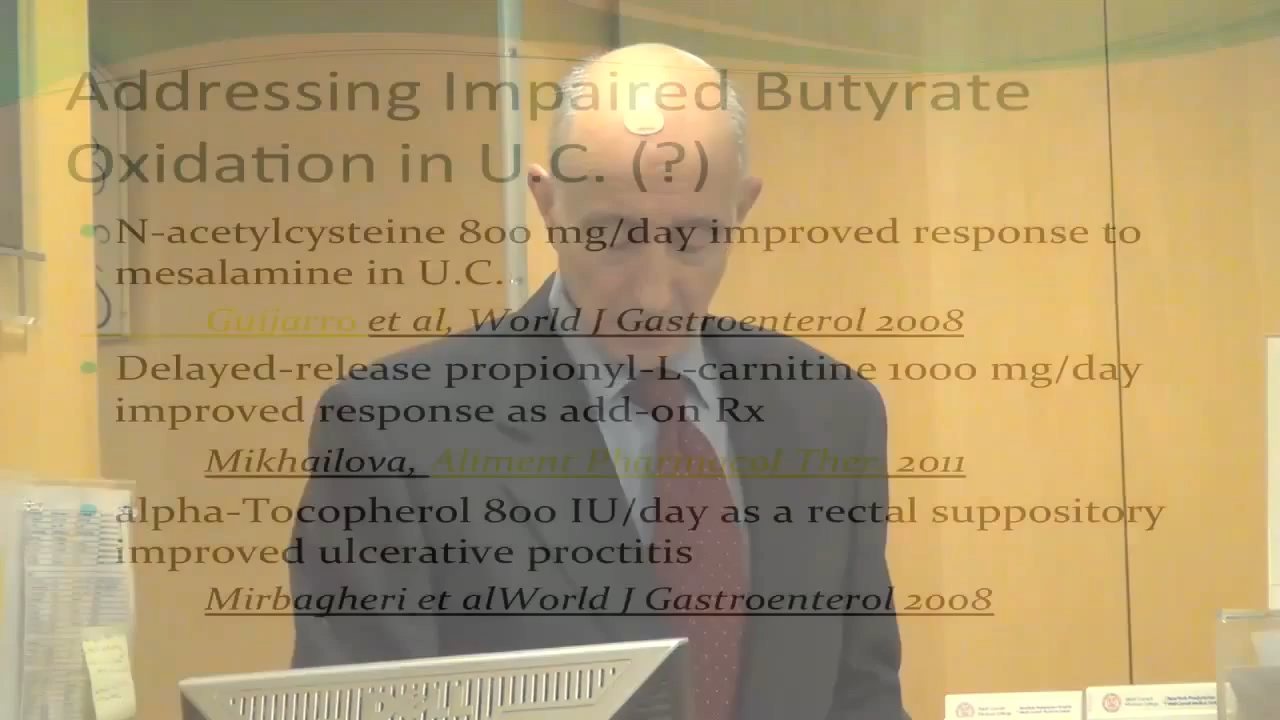 Addressing Impaired Butyrate
Oxidation in U.C. (?)
N-acetylcysteine 800 mg/day improved response to
mesalamine in U.C.
Guijarro et al, World J Gastroenterol 2008
Delayed-release propionyl-L-carnitine 1000 mg/day
improved response as add-on Rx
Mikhailova, Aliment Pharmacol Ther 2011
alpha-Tocopherol 800 IU/day as a rectal suppository
improved ulcerative proctitis
Mirbagheri et alWorld J Gastroenterol 2008